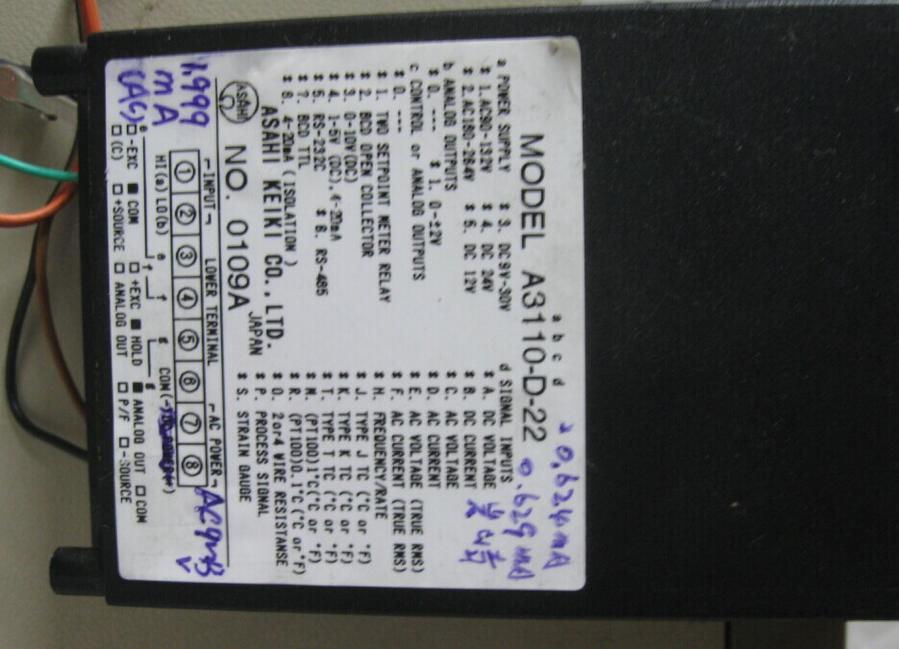 a b c d
MODEL A3110-D-22
0.624mA
0.629 mA
a POWER SUPPLY
* 1. AC90-132V * 3. DC9V-30V
* 2. AC180-264V * 4. DC 24V
* 5. DC 12V
b ANALOG OUTPUTS
* 0. --- * 1. 0-±2V
c CONTROL or ANALOG OUTPUTS
* 0. ---
* 1. TWO SETPOINT METER RELAY
* 2. BCD OPEN COLLECTOR
* 3. 0-10V(DC)
* 4. 1-5V (DC),4-20mA
* 5. RS-232C * 6. RS-485
* 7. BCD TTL
* 8. 4-20mA (ISOLATION )
d SIGNAL INPUTS
* A. DC VOLTAGE
* B. DC CURRENT
* C. AC VOLTAGE
* D. AC CURRENT
* E. AC VOLTAGE (TRUE RMS)
* F. AC CURRENT (TRUE RMS)
* H. FREQUENCY/RATE
* J. TYPE J TC (°C or °F)
* K. TYPE K TC (°C or °F)
* T. TYPE T TC (°C or °F)
* M. (PT100)1°C(°C or °F)
* R. (PT100)0.1°C(°C or °F)
* O. 2or4 WIRE RESISTANSE
* P. PROCESS SIGNAL
* S. STRAIN GAUGE
ASAHI
ASAHI KEIKI CO., LTD.
JAPAN
NO. 0109A
1.999
mA
(AC)
INPUT LOWER TERMINAL AC POWER
① ② ③ ④ ⑤ ⑥ ⑦ ⑧
HI(a) LO(b) e f g COM(-)
□-EXC ■ COM □ +EXC ■ HOLD ■ ANALOG OUT □ COM
□ (C) □ +SOURCE □ ANALOG OUT □ P/F □ -SOURCE